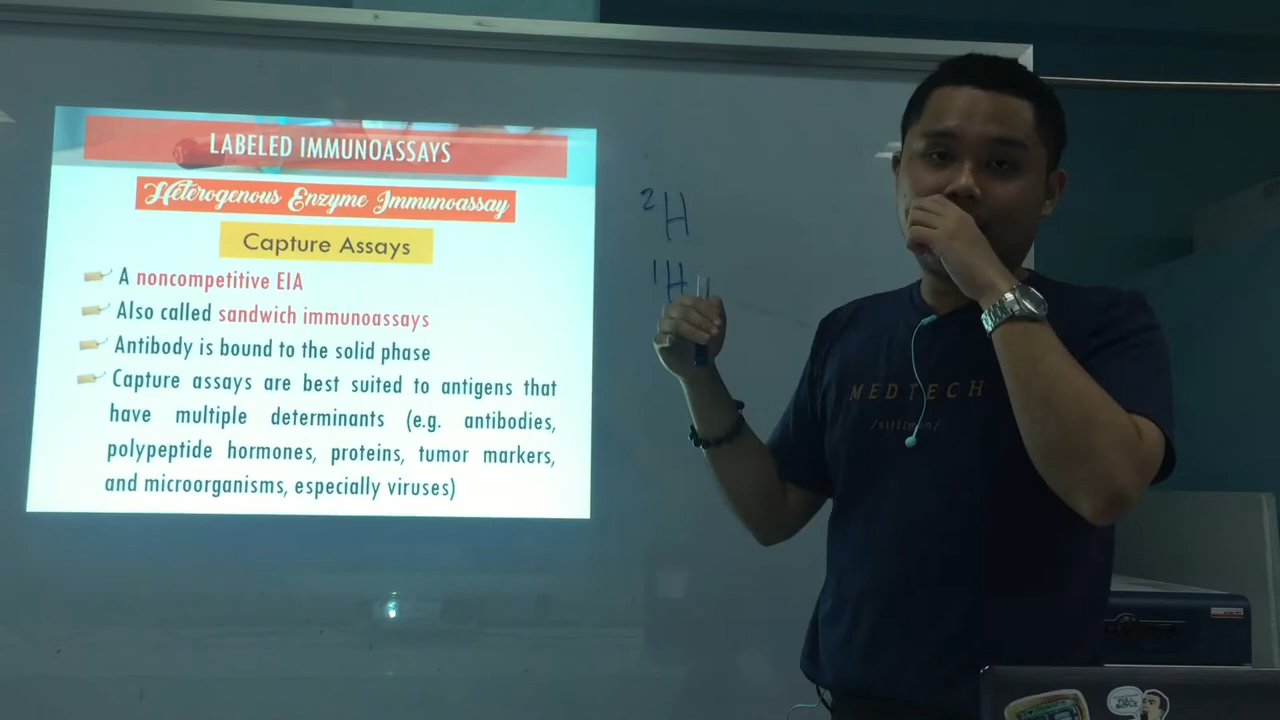 LABELED IMMUNOASSAYS
Heterogenous Enzyme Immunoassay
Capture Assays
A noncompetitive EIA
Also called sandwich immunoassays
Antibody is bound to the solid phase
Capture assays are best suited to antigens that
have multiple determinants (e.g. antibodies,
polypeptide hormones, proteins, tumor markers,
and microorganisms, especially viruses)
²H
¹H
MEDTECH
/silliman/